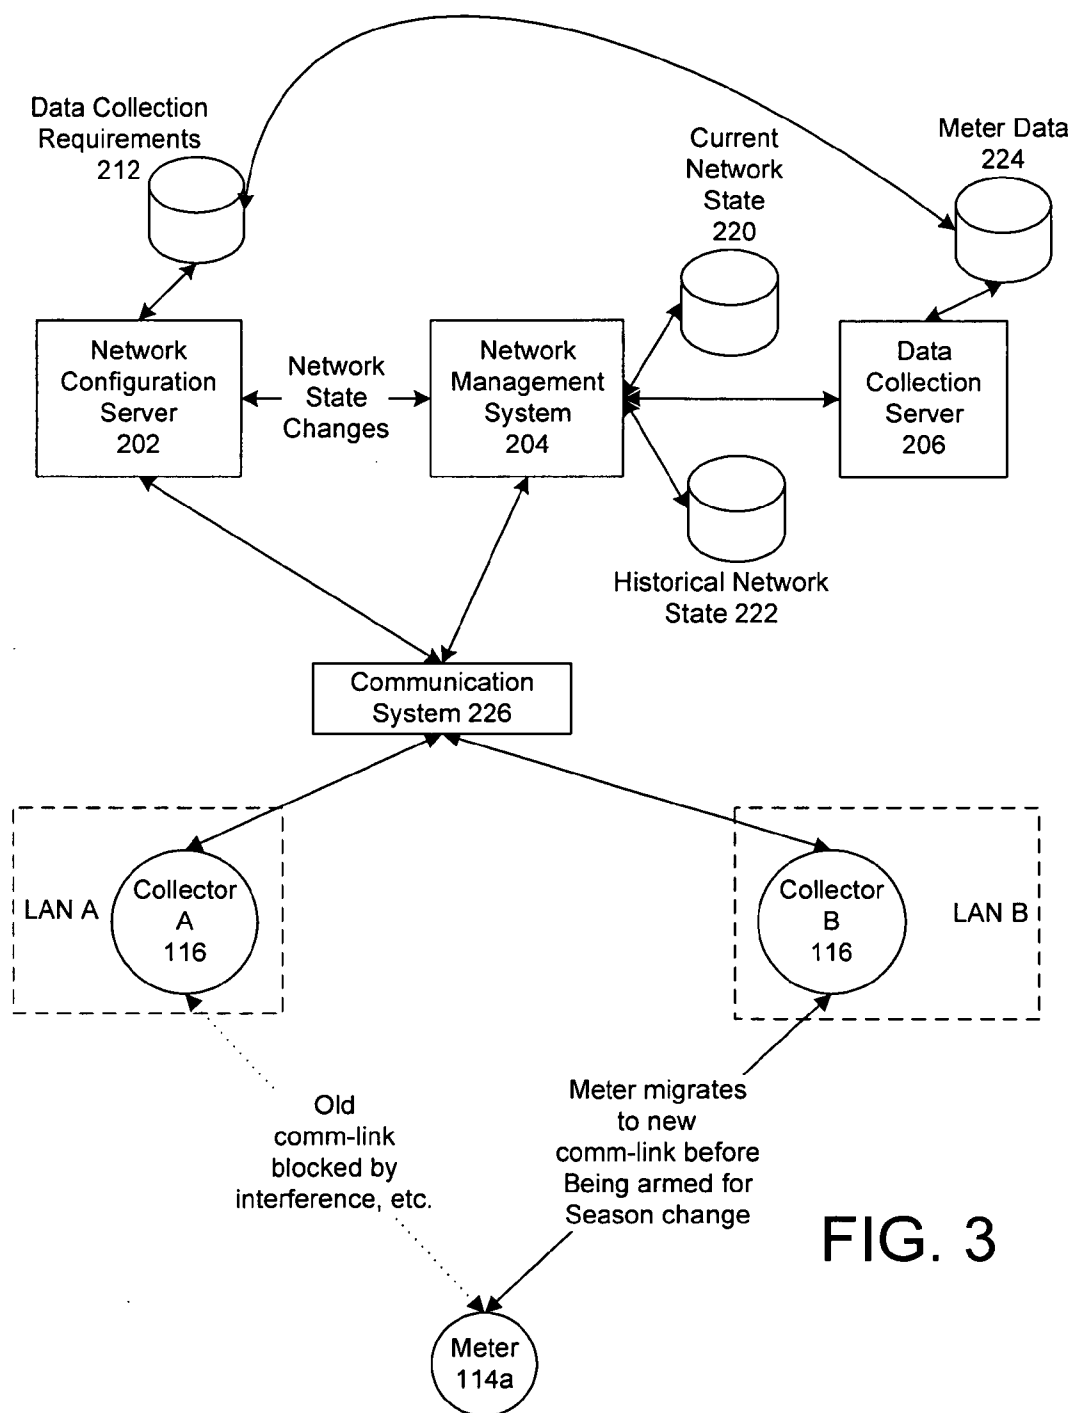 Data Collection
Requirements
212
Current
Network
State
220
Meter Data
224
Network
Configuration
Server
202
Network
State
Changes
Network
Management
System
204
Data
Collection
Server
206
Historical Network
State 222
Communication
System 226
LAN A
Collector
A
116
Collector
B
116
LAN B
Old
comm-link
blocked by
interference, etc.
Meter migrates
to new
comm-link before
Being armed for
Season change
FIG. 3
Meter
114a